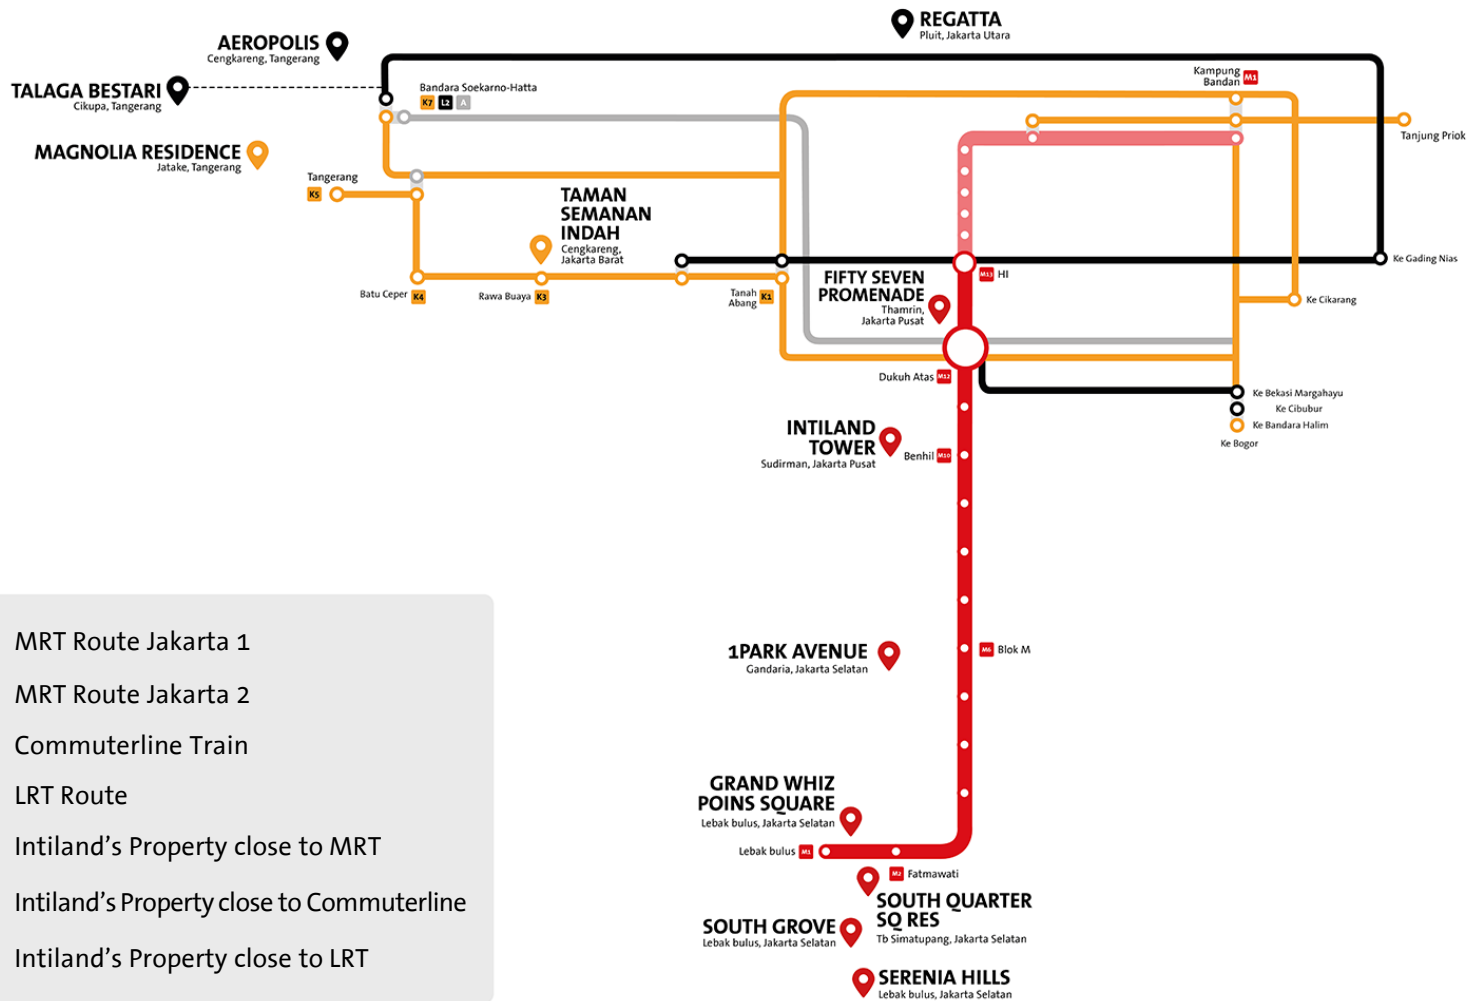 REGATTA
Pluit, Jakarta Utara
AEROPOLIS
Cengkareng, Tangerang
TALAGA BESTARI
Cikupa, Tangerang
Bandara Soekarno-Hatta
K7 L2 A
Kampung
Bandan
M1
Tanjung Priok
MAGNOLIA RESIDENCE
Jatake, Tangerang
Tangerang
K5
TAMAN
SEMANAN
INDAH
Cengkareng,
Jakarta Barat
Ke Gading Nias
M13 HI
FIFTY SEVEN
PROMENADE
Thamrin,
Jakarta Pusat
Batu Ceper K4
Rawa Buaya K3
Tanah
Abang
K1
Ke Cikarang
Dukuh Atas M12
Ke Bekasi Margahayu
Ke Cibubur
Ke Bandara Halim
Ke Bogor
INTILAND
TOWER
Sudirman, Jakarta Pusat
Benhil M10
1PARK AVENUE
Gandaria, Jakarta Selatan
M6 Blok M
GRAND WHIZ
POINS SQUARE
Lebak bulus, Jakarta Selatan
Lebak bulus M1
M2 Fatmawati
SOUTH QUARTER
SQ RES
Tb Simatupang, Jakarta Selatan
SOUTH GROVE
Lebak bulus, Jakarta Selatan
SERENIA HILLS
Lebak bulus, Jakarta Selatan
MRT Route Jakarta 1
MRT Route Jakarta 2
Commuterline Train
LRT Route
Intiland's Property close to MRT
Intiland's Property close to Commuterline
Intiland's Property close to LRT